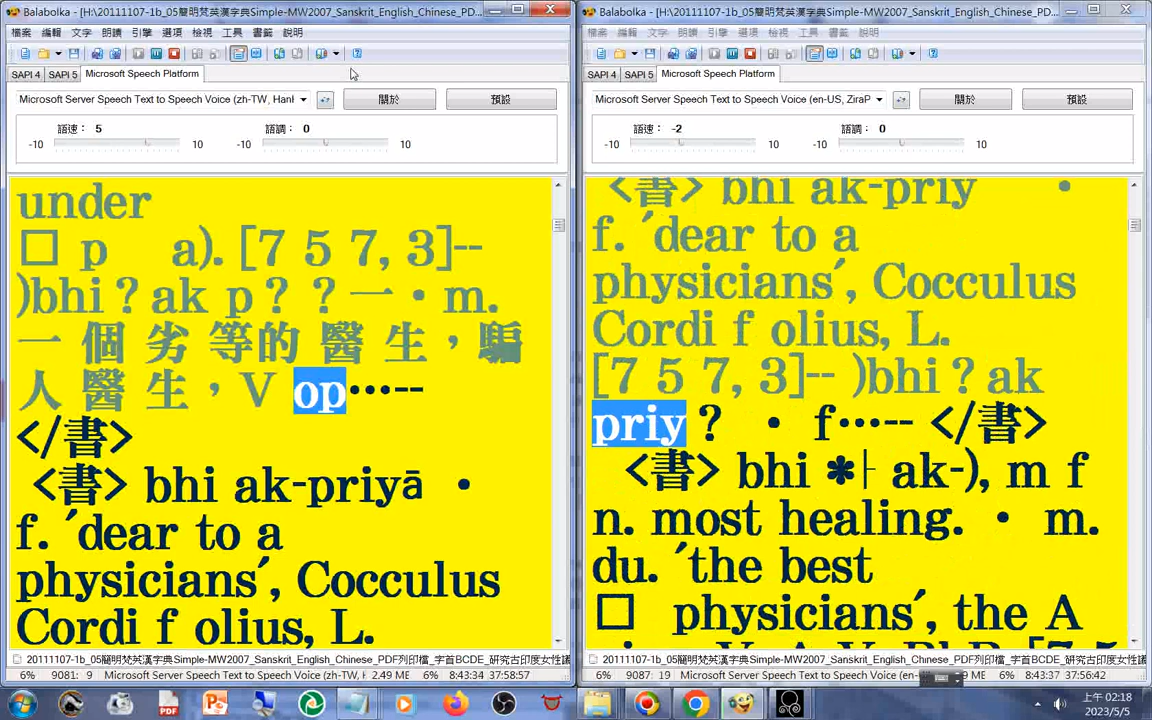 Balabolka - [H:\20111107-1b_05簡明梵英漢字典Simple-MW2007_Sanskrit_English_Chinese_PD...
檔案 編輯 文字 朗讀 引擎 選項 檢視 工具 書籤 說明
SAPI 4 SAPI 5 Microsoft Speech Platform
Microsoft Server Speech Text to Speech Voice (zh-TW, Hanl
關於 預設
語速： 5 語調： 0
-10 10 -10 10
under
□ p a). [7 5 7, 3]--
)bhi ? ak p ? ? 一 • m.
一 個 劣 等的 醫 生，騙
人 醫 生，V op…--
</書>
<書> bhi ak-priyā •
f. ´dear to a
physicians´, Cocculus
Cordi f olius, L.
20111107-1b_05簡明梵英漢字典Simple-MW2007_Sanskrit_English_Chinese_PDF列印檔_字首BCDE_研究古印度女性議
6% 9081: 9 Microsoft Server Speech Text to Speech Voice (zh-TW, H 2.49 MB 6% 8:43:34 37:58:57
Balabolka - [H:\20111107-1b_05簡明梵英漢字典Simple-MW2007_Sanskrit_English_Chinese_PD...
檔案 編輯 文字 朗讀 引擎 選項 檢視 工具 書籤 說明
SAPI 4 SAPI 5 Microsoft Speech Platform
Microsoft Server Speech Text to Speech Voice (en-US, ZiraP
關於 預設
語速： -2 語調： 0
-10 10 -10 10
<書> bhi ak-priy •
f. ´dear to a
physicians´, Cocculus
Cordi f olius, L.
[7 5 7, 3]-- )bhi ? ak
priy ? • f…-- </書>
<書> bhi ✱├ ak-), m f
n. most healing. • m.
du. ´the best
□ physicians´, the A
20111107-1b_05簡明梵英漢字典Simple-MW2007_Sanskrit_English_Chinese_PDF列印檔_字首BCDE_研究古印度女性議
6% 9087: 19 Microsoft Server Speech Text to Speech Voice (en-U 6% 8:43:37 37:56:42
上午 02:18
2023/5/5